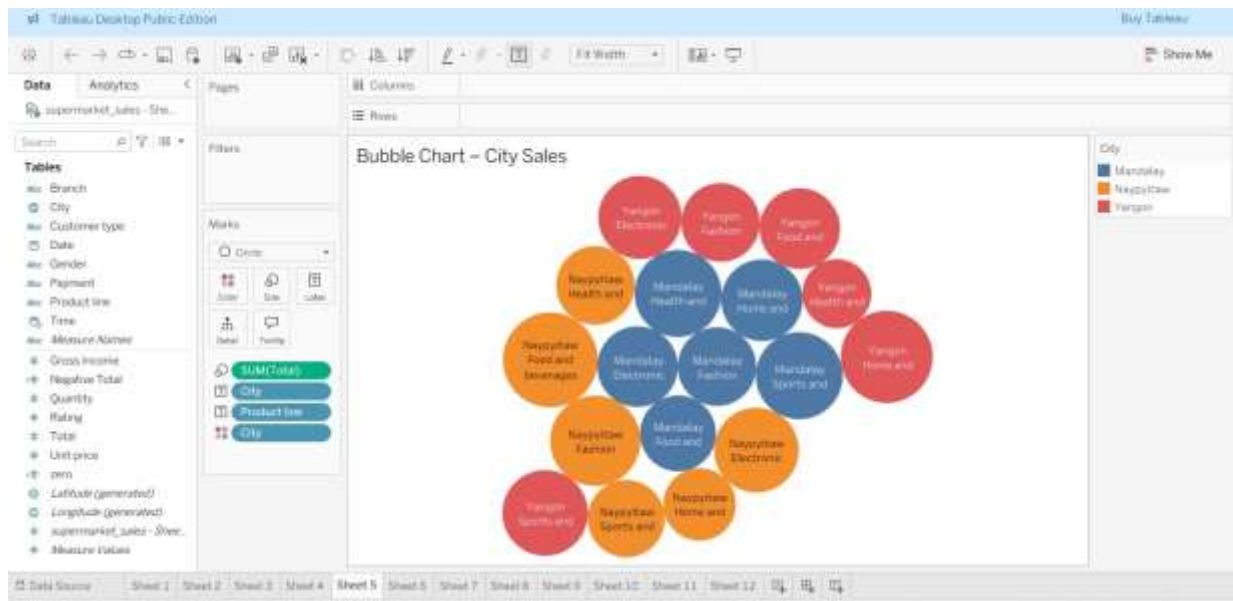 Tableau Desktop Public Edition
Buy Tableau
Fit Width
Show Me
Data
Analytics
Pages
Columns
supermarket_sales - She...
Rows
Search
Filters
Tables
Branch
City
Customer type
Date
Gender
Payment
Product line
Time
Measure Names
Gross income
Negative Total
Quantity
Rating
Total
Unit price
zero
Latitude (generated)
Longitude (generated)
supermarket_sales - Shee...
Measure Values
Marks
Circle
Color
Size
Label
Detail
Tooltip
SUM(Total)
City
Product line
City
Bubble Chart – City Sales
Yangon
Electronic
Yangon
Fashion
Yangon
Food and
Naypyitaw
Health and
Mandalay
Health and
Mandalay
Home and
Yangon
Health and
Naypyitaw
Food and
beverages
Mandalay
Electronic
Mandalay
Fashion
Mandalay
Sports and
Yangon
Home and
Naypyitaw
Fashion
Mandalay
Food and
Naypyitaw
Electronic
Yangon
Sports and
Naypyitaw
Sports and
Naypyitaw
Home and
City
Mandalay
Naypyitaw
Yangon
Data Source
Sheet 1
Sheet 2
Sheet 3
Sheet 4
Sheet 5
Sheet 6
Sheet 7
Sheet 8
Sheet 9
Sheet 10
Sheet 11
Sheet 12